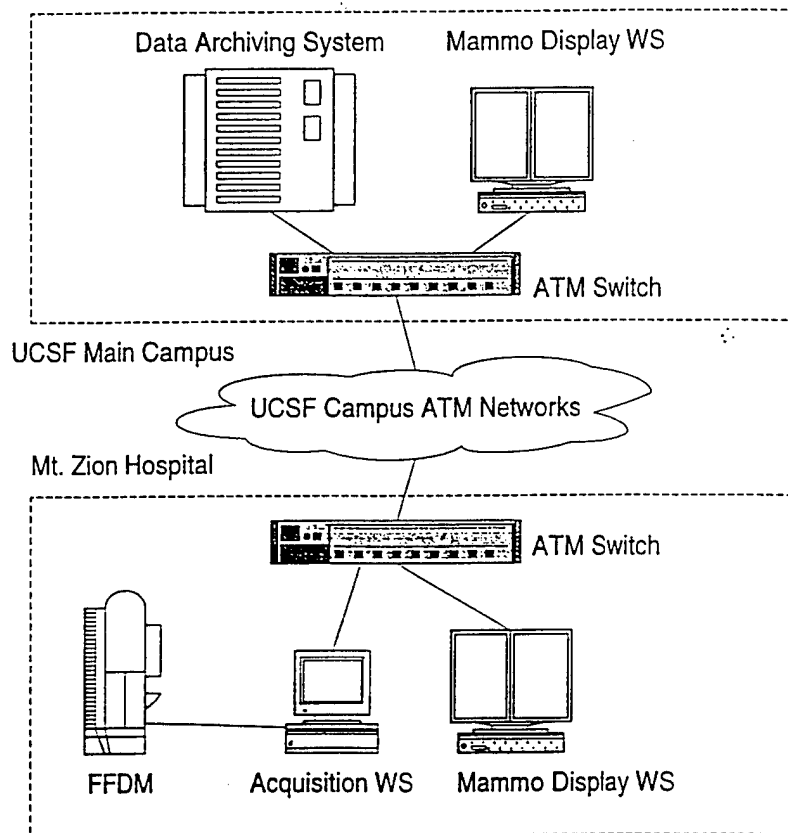 Data Archiving System
Mammo Display WS
ATM Switch
UCSF Main Campus
UCSF Campus ATM Networks
Mt. Zion Hospital
ATM Switch
FFDM
Acquisition WS
Mammo Display WS